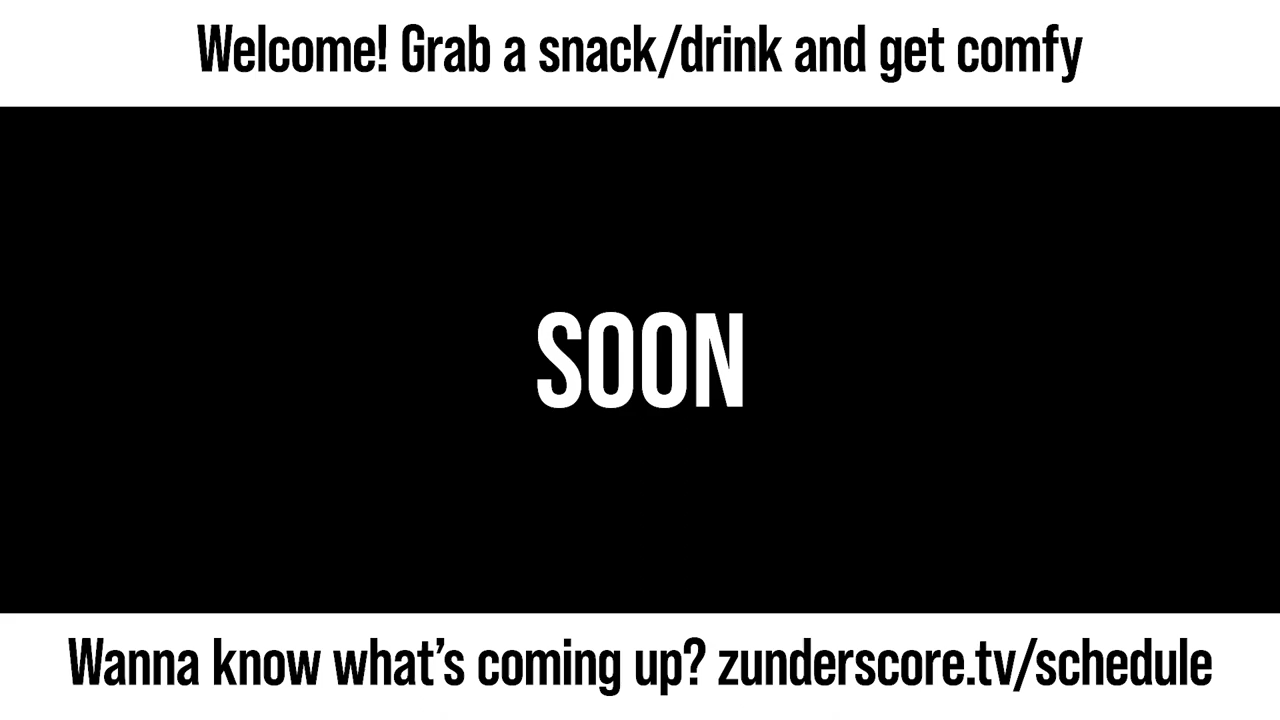 Welcome! Grab a snack/drink and get comfy
SOON
Wanna know what’s coming up? zunderscore.tv/schedule